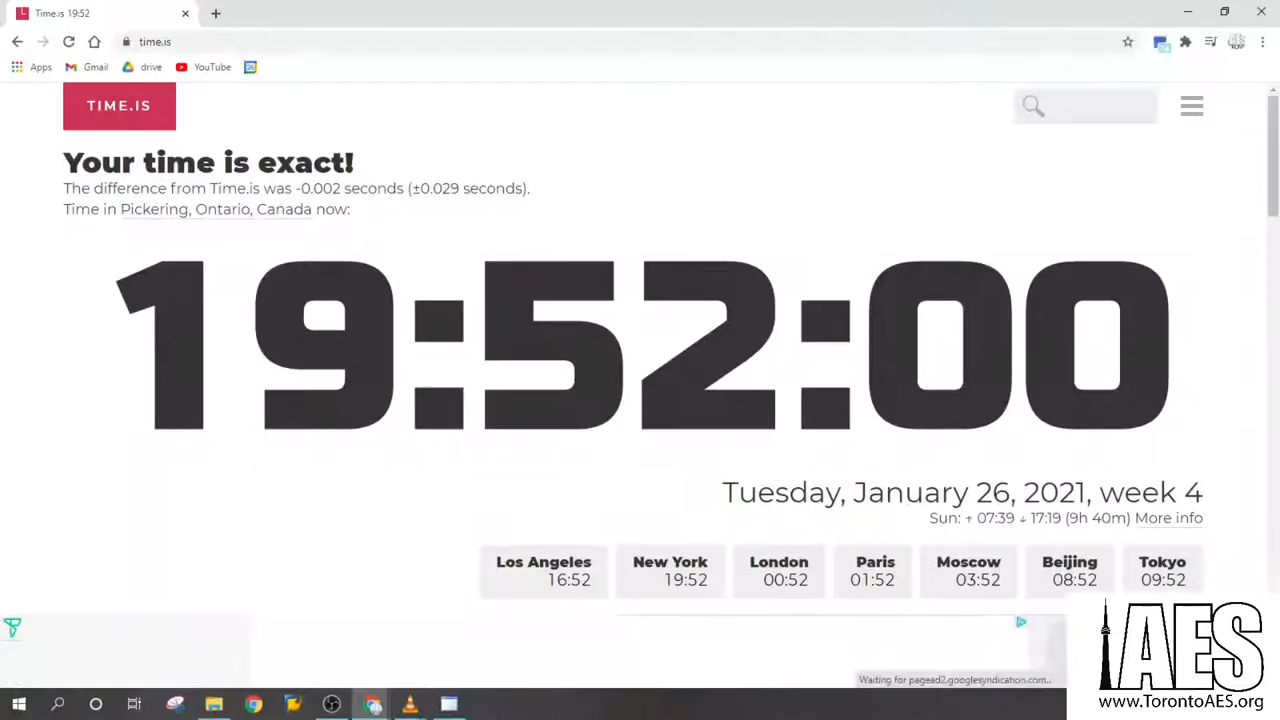 Time.is 19:52
time.is
Apps Gmail drive YouTube
TIME.IS
Your time is exact!
The difference from Time.is was -0.002 seconds (±0.029 seconds).
Time in Pickering, Ontario, Canada now:
19:52:00
Tuesday, January 26, 2021, week 4
Sun: ↑ 07:39 ↓ 17:19 (9h 40m) More info
Los Angeles New York London Paris Moscow Beijing Tokyo
16:52 19:52 00:52 01:52 03:52 08:52 09:52
Waiting for pagead2.googlesyndication.com...
AES
www.TorontoAES.org